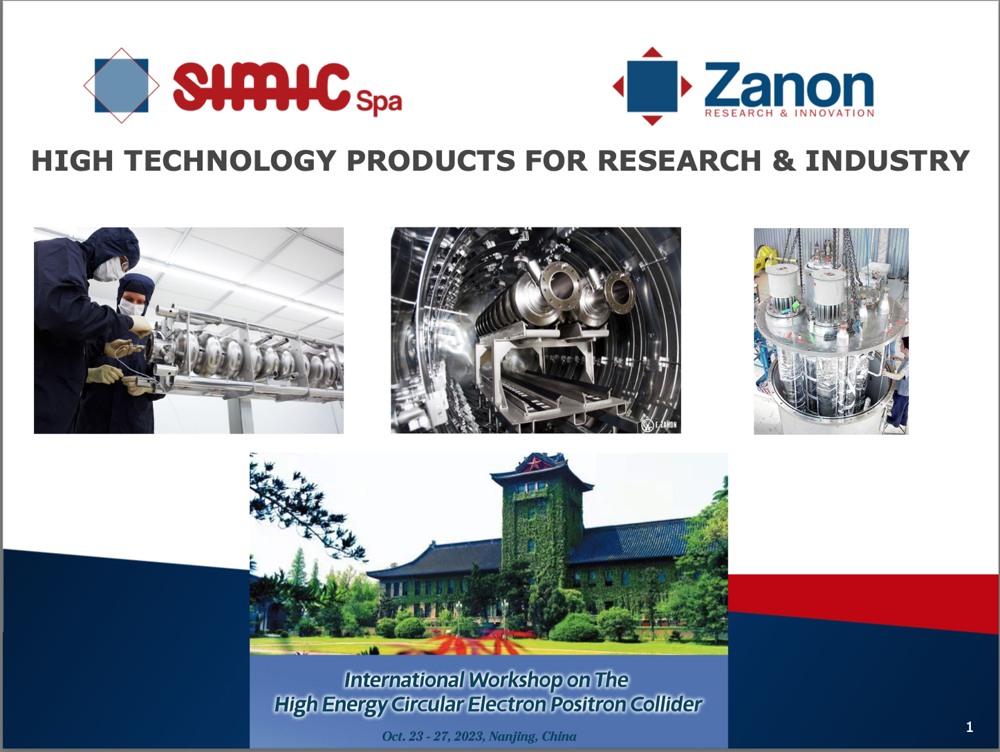 SIMIC Spa
Zanon
RESEARCH & INNOVATION
HIGH TECHNOLOGY PRODUCTS FOR RESEARCH & INDUSTRY
E. ZANON
International Workshop on The
High Energy Circular Electron Positron Collider
Oct. 23 - 27, 2023, Nanjing, China
1